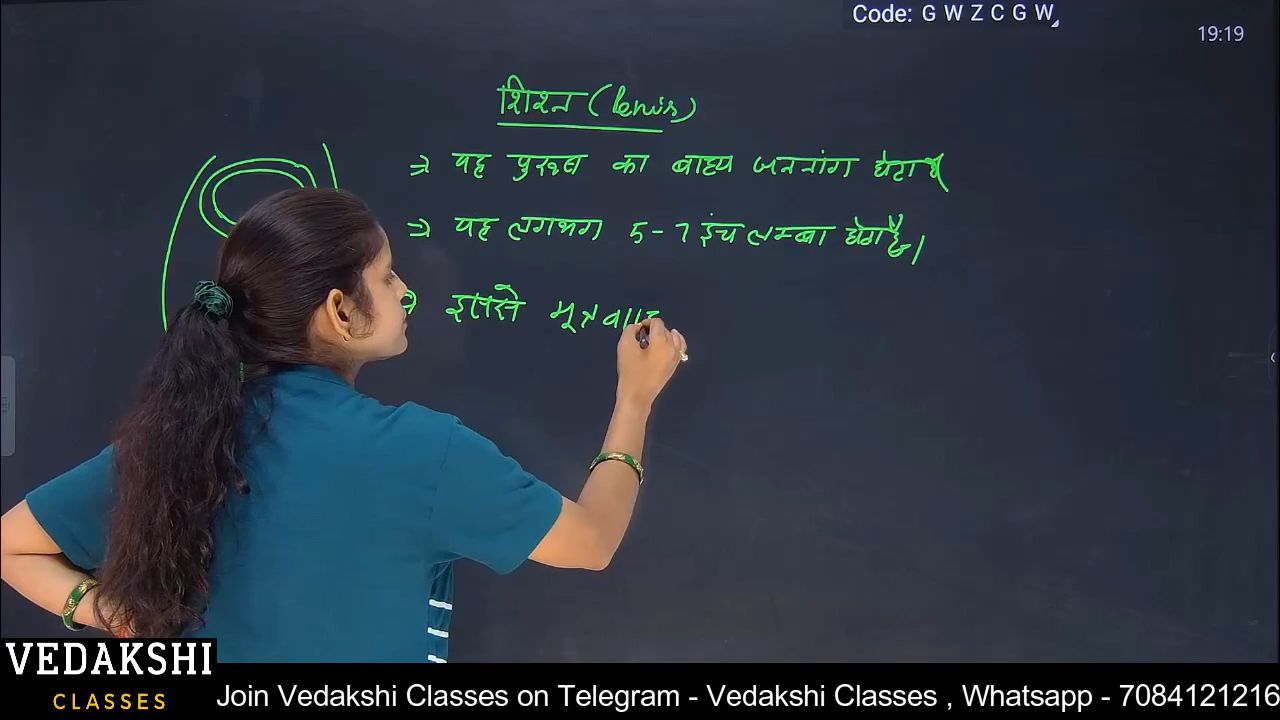 Code: G W Z C G W
19:19
शिश्न (Penis)
⇒ यह पुरुष का बाह्य जननांग होता है
⇒ यह लगभग 5-7 इंच लम्बा होता है।
⇒ इससे मूत्रवाह
VEDAKSHI
CLASSES
Join Vedakshi Classes on Telegram - Vedakshi Classes , Whatsapp - 7084121216